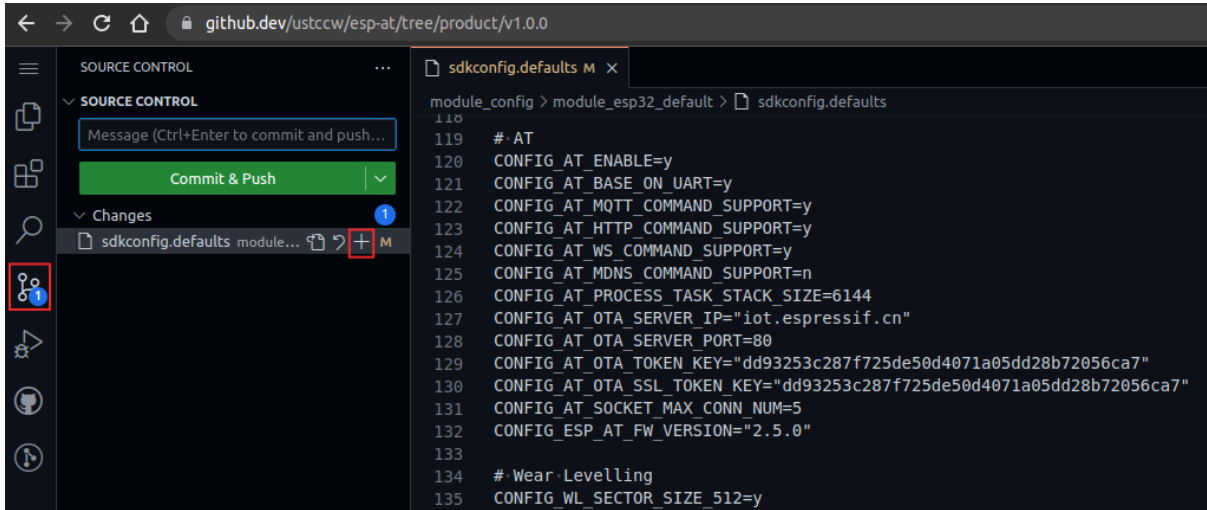 github.dev/ustccw/esp-at/tree/product/v1.0.0
SOURCE CONTROL
SOURCE CONTROL
Message (Ctrl+Enter to commit and push...
Commit & Push
Changes 1
sdkconfig.defaults module... M
1
sdkconfig.defaults M
module_config > module_esp32_default > sdkconfig.defaults
118
119 # AT
120 CONFIG_AT_ENABLE=y
121 CONFIG_AT_BASE_ON_UART=y
122 CONFIG_AT_MQTT_COMMAND_SUPPORT=y
123 CONFIG_AT_HTTP_COMMAND_SUPPORT=y
124 CONFIG_AT_WS_COMMAND_SUPPORT=y
125 CONFIG_AT_MDNS_COMMAND_SUPPORT=n
126 CONFIG_AT_PROCESS_TASK_STACK_SIZE=6144
127 CONFIG_AT_OTA_SERVER_IP="iot.espressif.cn"
128 CONFIG_AT_OTA_SERVER_PORT=80
129 CONFIG_AT_OTA_TOKEN_KEY="dd93253c287f725de50d4071a05dd28b72056ca7"
130 CONFIG_AT_OTA_SSL_TOKEN_KEY="dd93253c287f725de50d4071a05dd28b72056ca7"
131 CONFIG_AT_SOCKET_MAX_CONN_NUM=5
132 CONFIG_ESP_AT_FW_VERSION="2.5.0"
133
134 # Wear Levelling
135 CONFIG_WL_SECTOR_SIZE_512=y